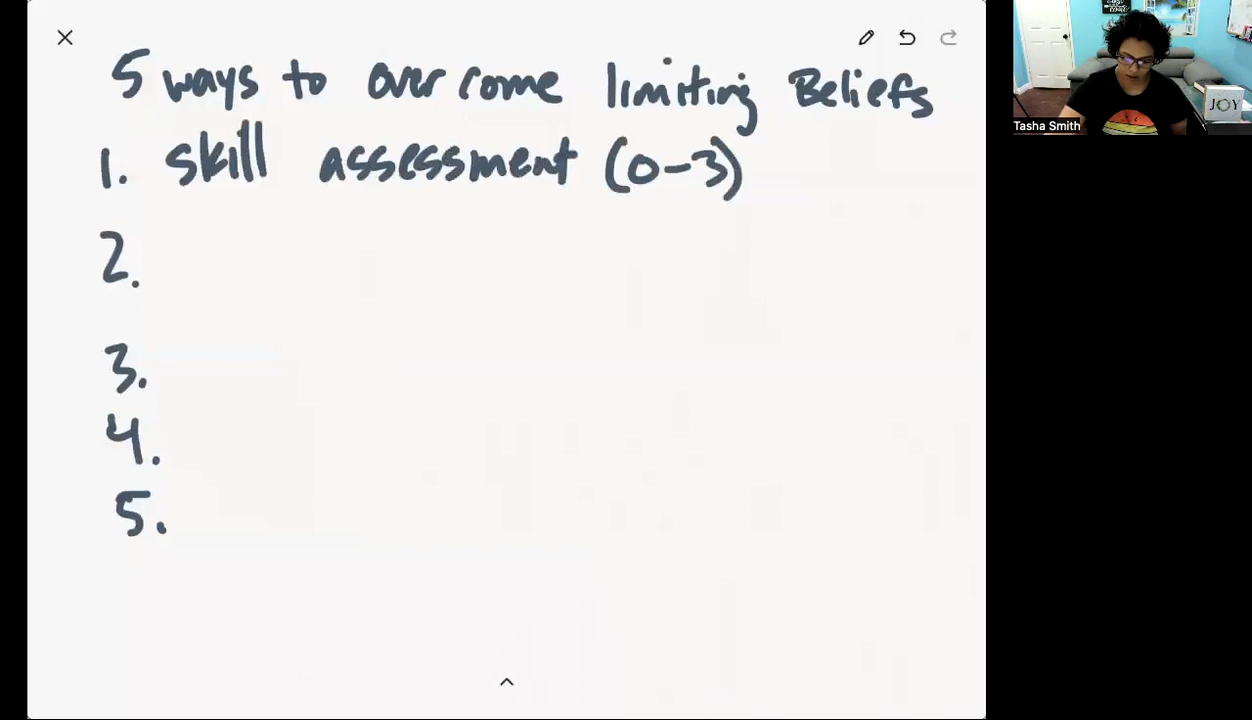 5 ways to overcome limiting Beliefs
1. skill assessment (0-3)
2.
3.
4.
5.
Tasha Smith
JOY